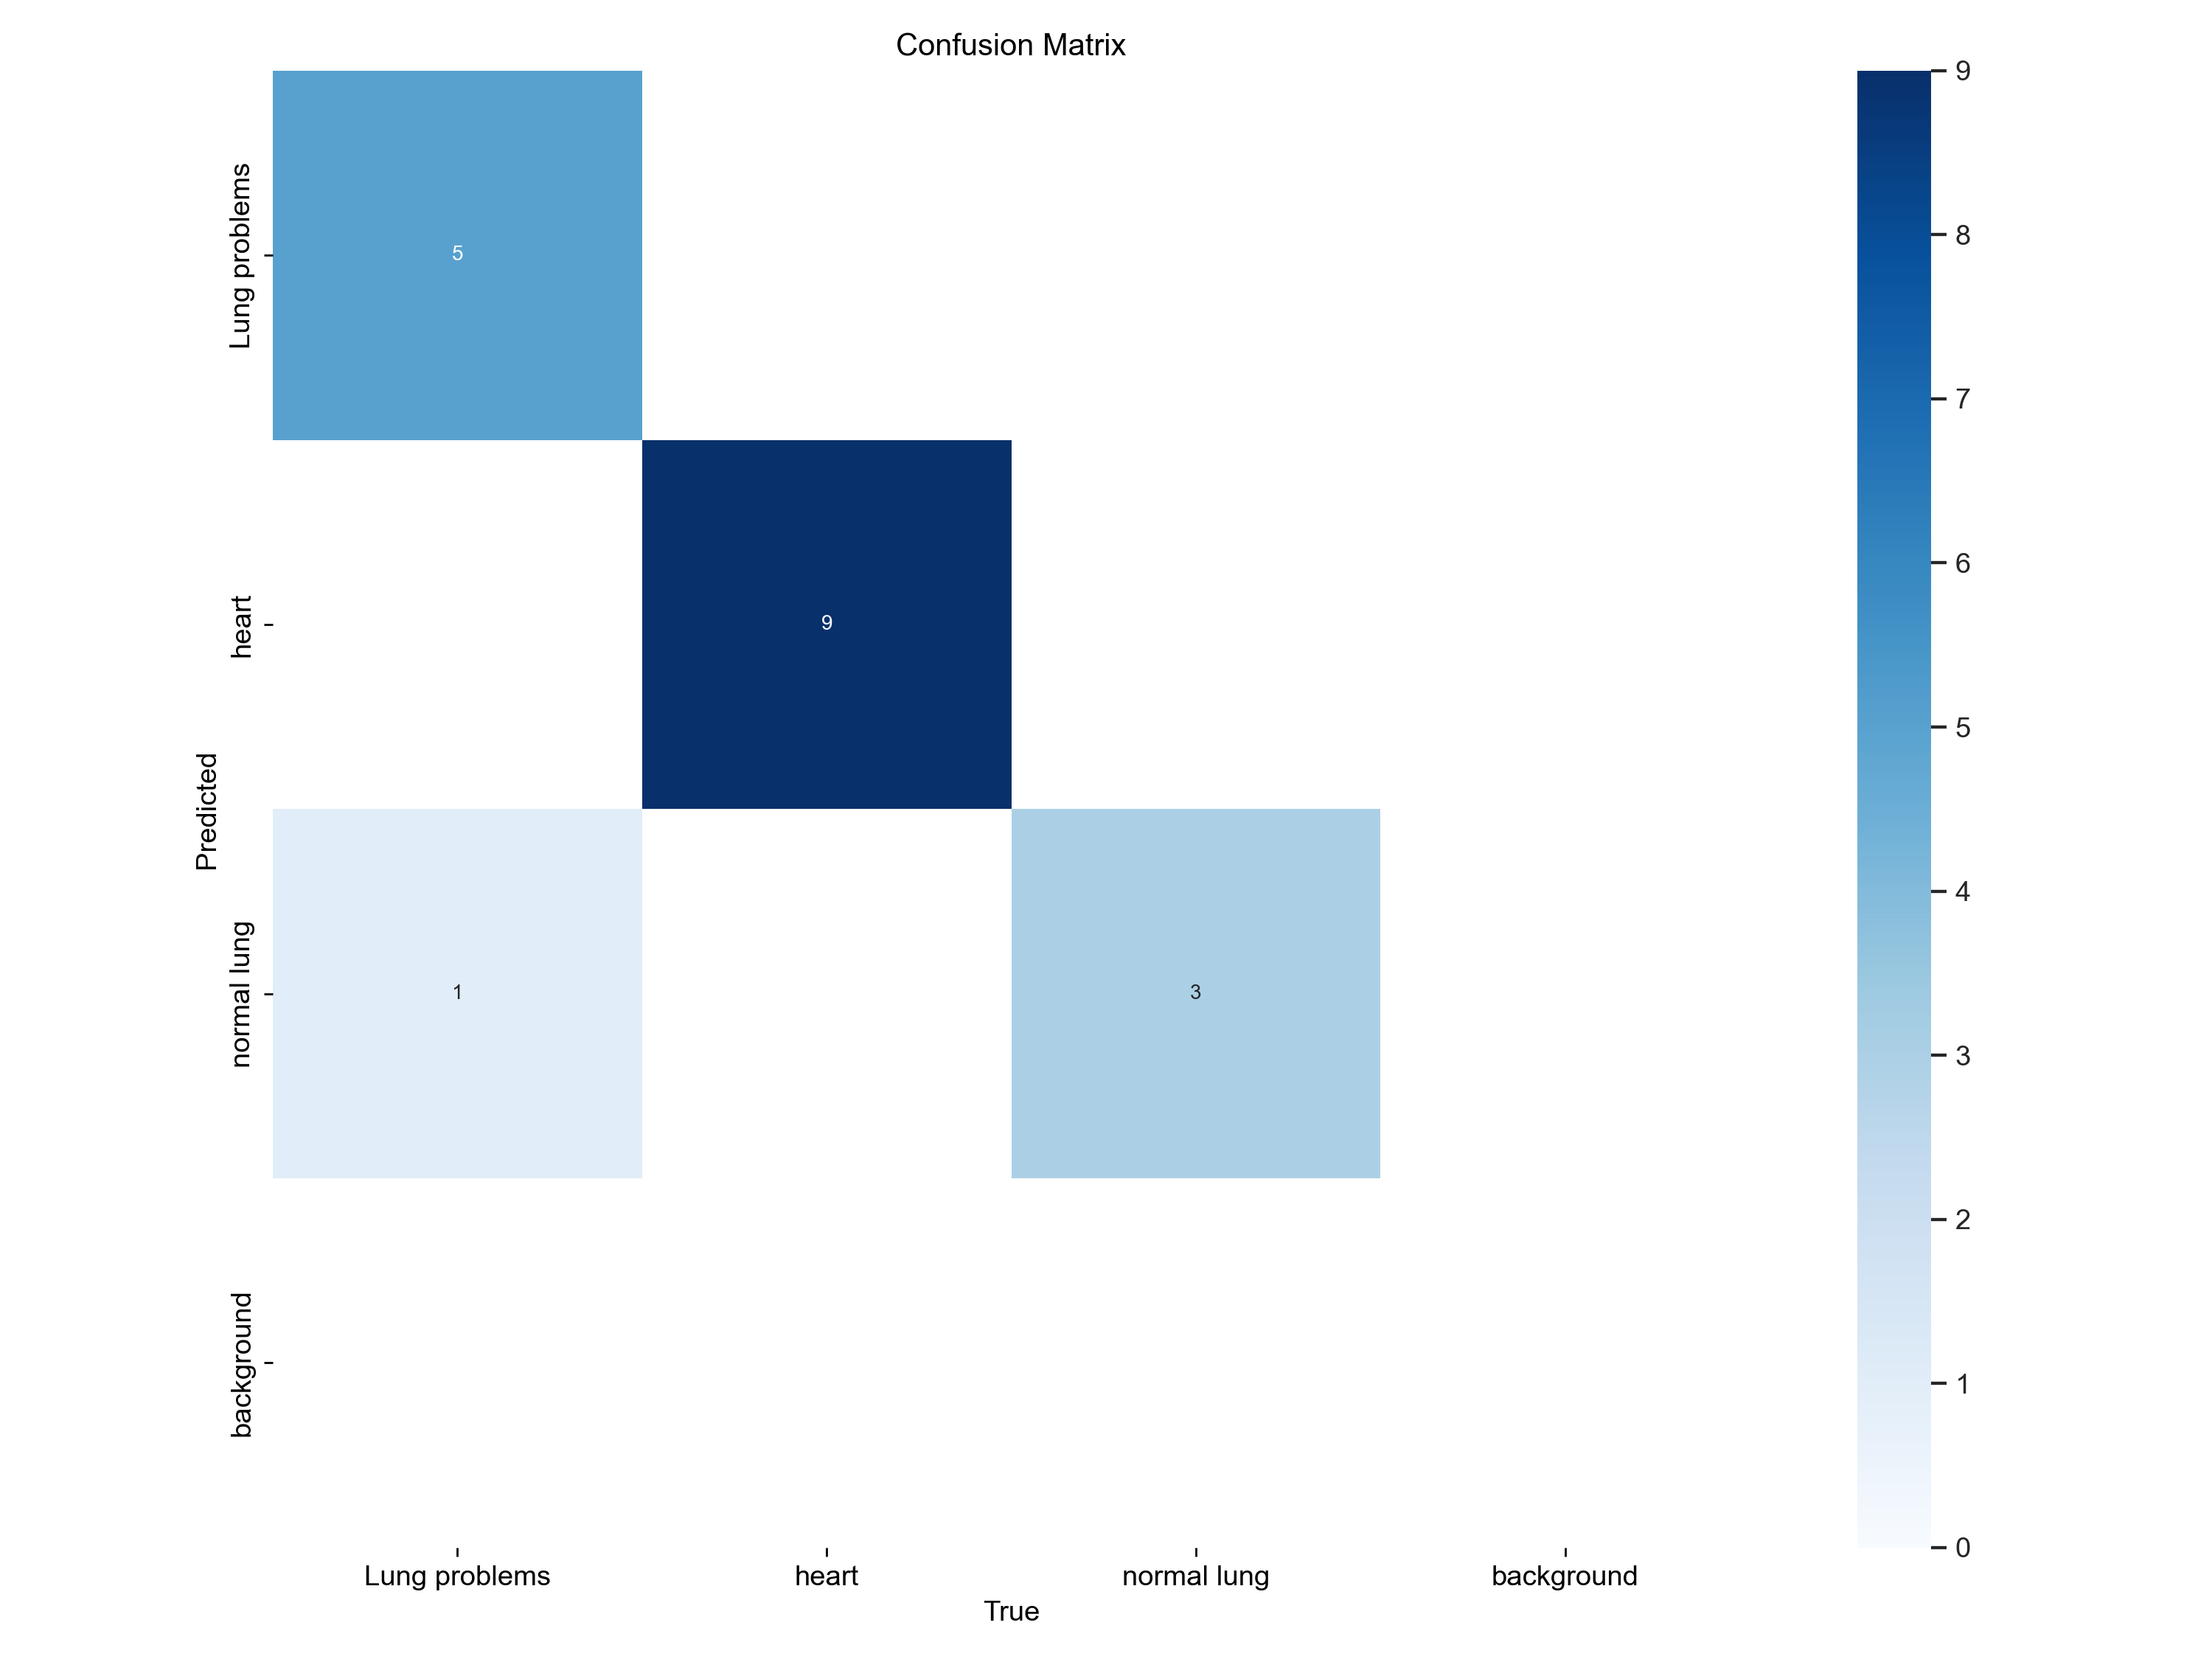 Confusion Matrix
Predicted
Lung problems
heart
normal lung
background
5
9
1
3
Lung problems
heart
normal lung
background
True
9
8
7
6
5
4
3
2
1
0